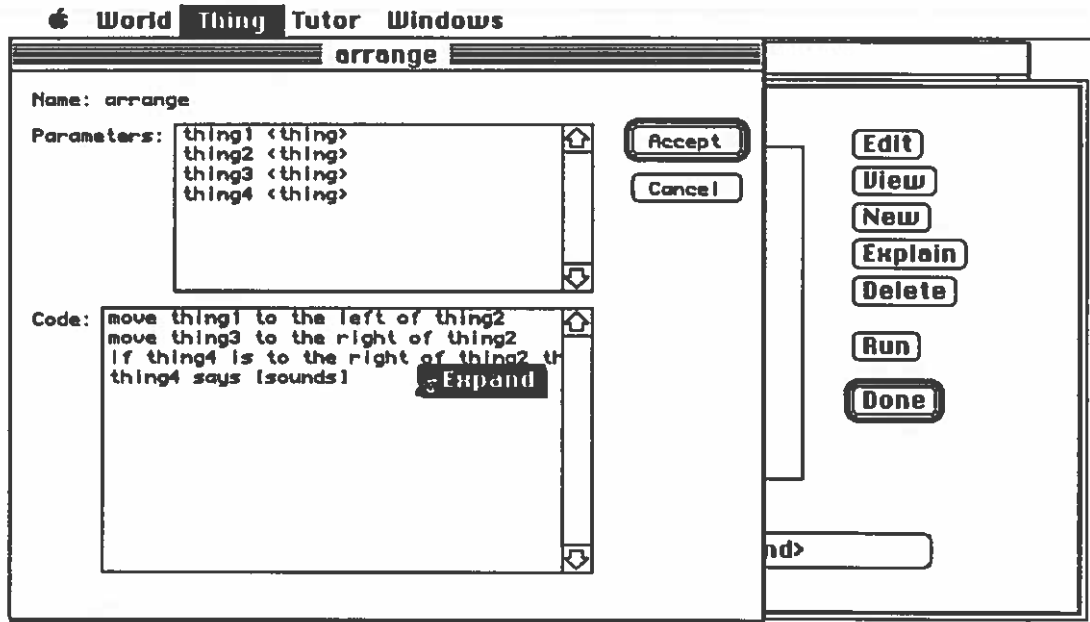 World Thing Tutor Windows
arrange
Name: arrange
Parameters:
thing1 <thing>
thing2 <thing>
thing3 <thing>
thing4 <thing>
Accept
Cancel
Code:
move thing1 to the left of thing2
move thing3 to the right of thing2
if thing4 is to the right of thing2 th
thing4 says [sounds]
Expand
Edit
View
New
Explain
Delete
Run
Done
nd>